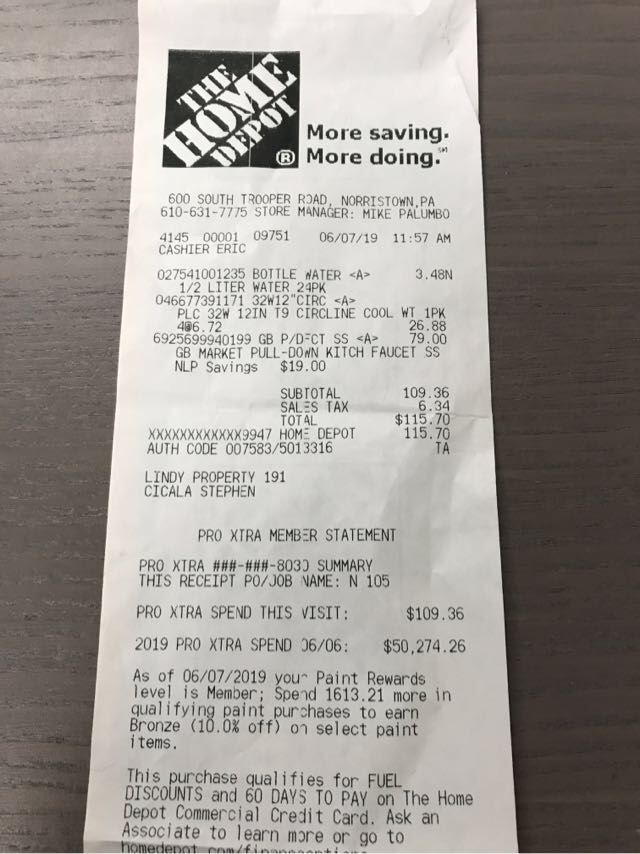 THE
HOME
DEPOT
®
More saving.
More doing.℠
600 SOUTH TROOPER ROAD, NORRISTOWN,PA
610-631-7775 STORE MANAGER: MIKE PALUMBO
4145 00001 09751 06/07/19 11:57 AM
CASHIER ERIC
027541001235 BOTTLE WATER <A> 3.48N
1/2 LITER WATER 24PK
046677391171 32W12"CIRC <A>
PLC 32W 12IN T9 CIRCLINE COOL WT 1PK
4@6.72 26.88
6925699940199 GB P/DFCT SS <A> 79.00
GB MARKET PULL-DOWN KITCH FAUCET SS
NLP Savings $19.00
SUBTOTAL 109.36
SALES TAX 6.34
TOTAL $115.70
XXXXXXXXXXXX9947 HOME DEPOT 115.70
AUTH CODE 007583/5013316 TA
LINDY PROPERTY 191
CICALA STEPHEN
PRO XTRA MEMBER STATEMENT
PRO XTRA ###-###-8030 SUMMARY
THIS RECEIPT PO/JOB NAME: N 105
PRO XTRA SPEND THIS VISIT: $109.36
2019 PRO XTRA SPEND 06/06: $50,274.26
As of 06/07/2019 your Paint Rewards
level is Member; Spend 1613.21 more in
qualifying paint purchases to earn
Bronze (10.0% off) on select paint
items.
This purchase qualifies for FUEL
DISCOUNTS and 60 DAYS TO PAY on The Home
Depot Commercial Credit Card. Ask an
Associate to learn more or go to